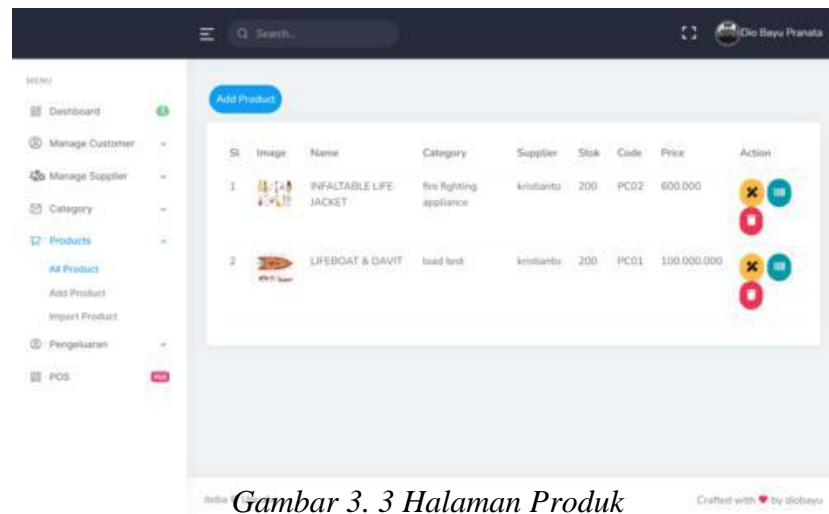 Search..
Dio Bayu Pranata
MENU
Dashboard
Manage Customer
Manage Supplier
Category
Products
All Product
Add Product
Import Product
Pengeluaran
POS
Add Product
Sl Image Name Category Supplier Stok Code Price Action
1 INFALTABLE LIFE JACKET fire fighting appliance kristianto 200 PC02 600.000
2 LIFEBOAT & DAVIT load test kristianto 200 PC01 100.000.000
Crafted with ❤ by diobayu
Gambar 3. 3 Halaman Produk